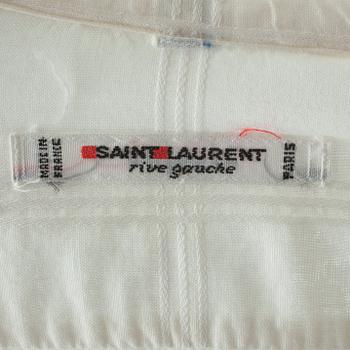 MADE IN
FRANCE
SAINT LAURENT
rive gauche
PARIS